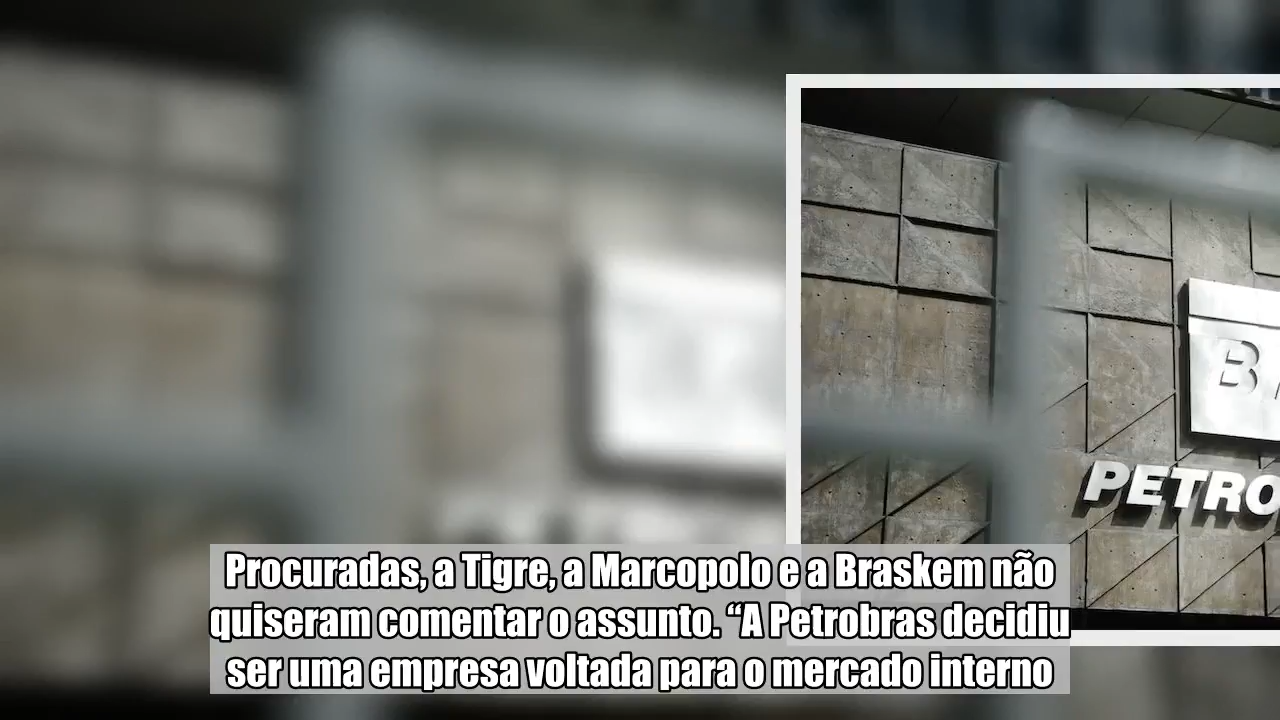 B
PETRO
Procuradas, a Tigre, a Marcopolo e a Braskem não
quiseram comentar o assunto. “A Petrobras decidiu
ser uma empresa voltada para o mercado interno